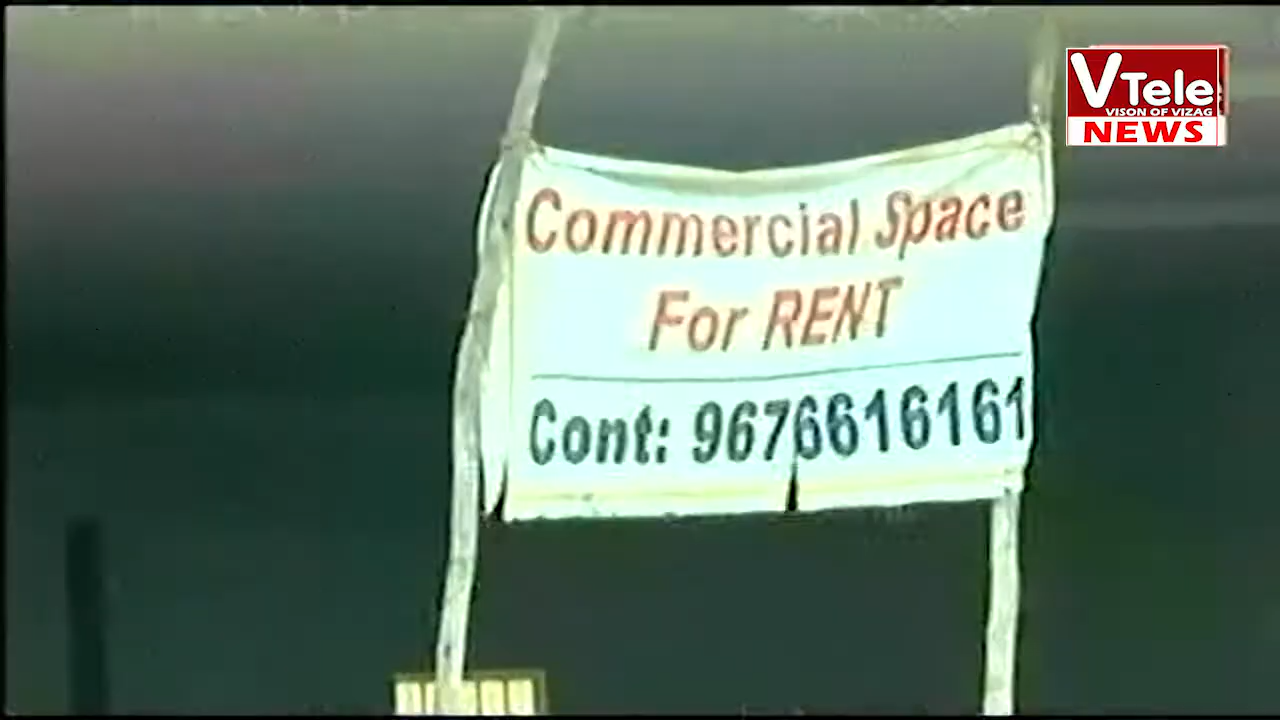 VTele
VISON OF VIZAG
NEWS
Commercial Space
For RENT
Cont: 9676616161